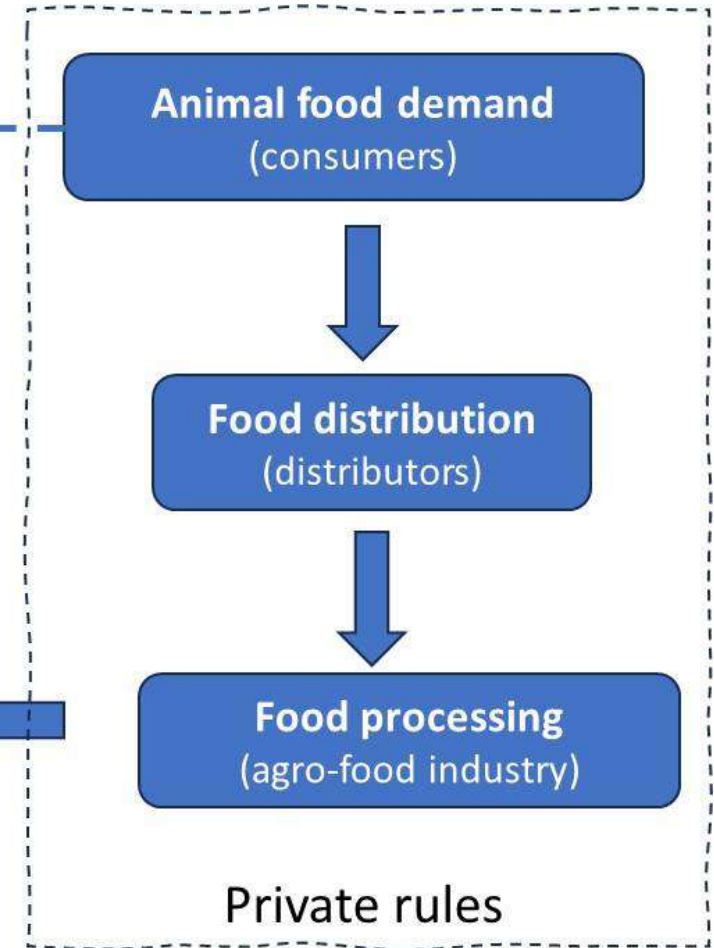 Animal food demand
(consumers)
Food distribution
(distributors)
Food processing
(agro-food industry)
Private rules